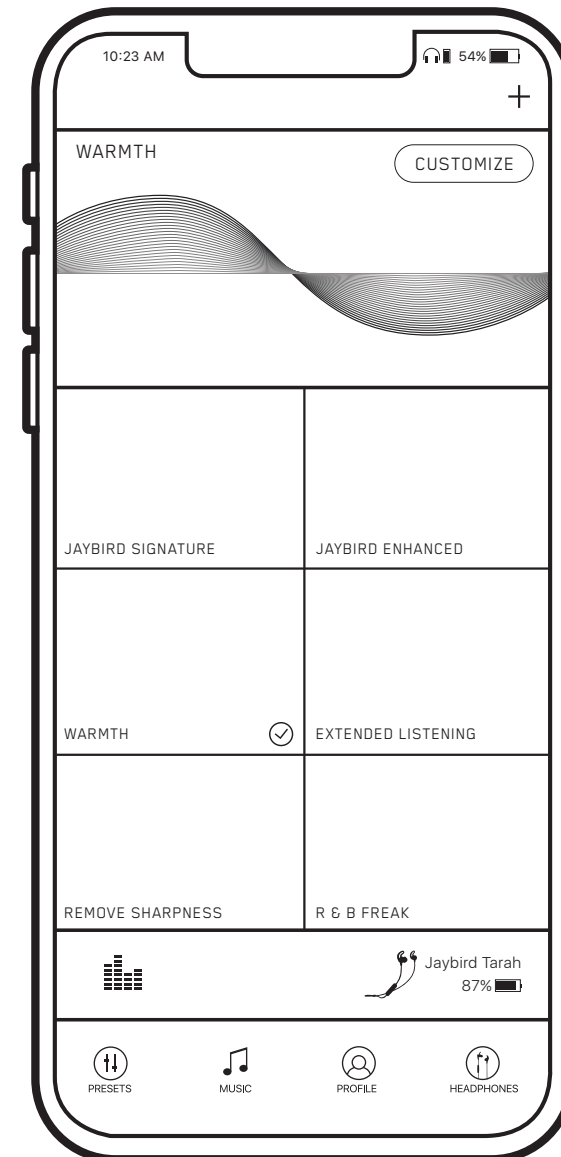 10:23 AM 54%
+
WARMTH
CUSTOMIZE
JAYBIRD SIGNATURE JAYBIRD ENHANCED
WARMTH EXTENDED LISTENING
REMOVE SHARPNESS R & B FREAK
Jaybird Tarah
87%
PRESETS MUSIC PROFILE HEADPHONES